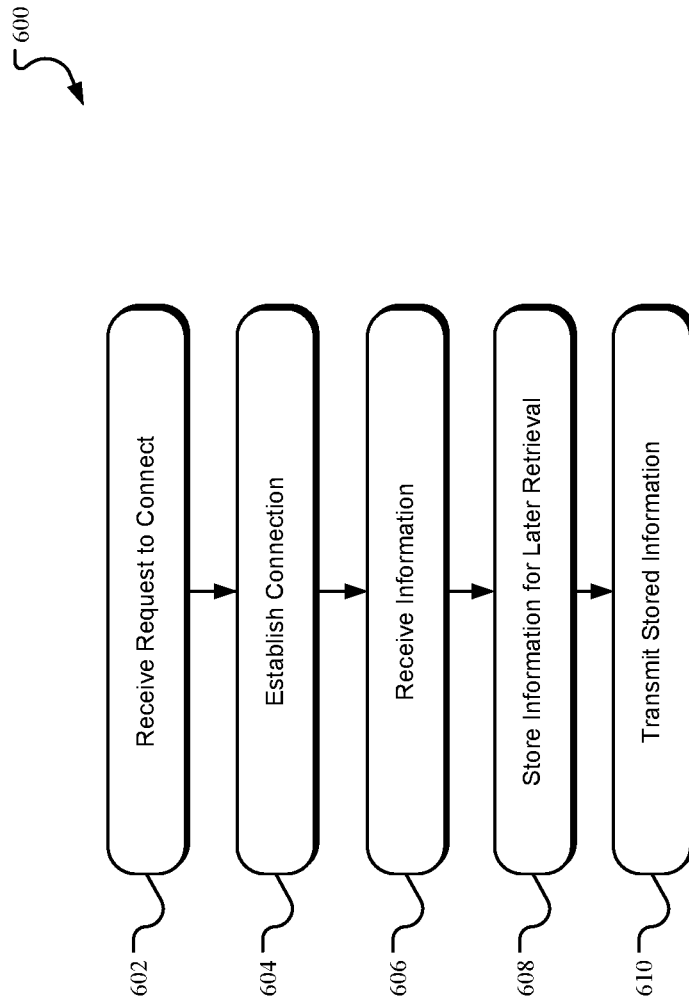 600
602
Receive Request to Connect
604
Establish Connection
606
Receive Information
608
Store Information for Later Retrieval
610
Transmit Stored Information